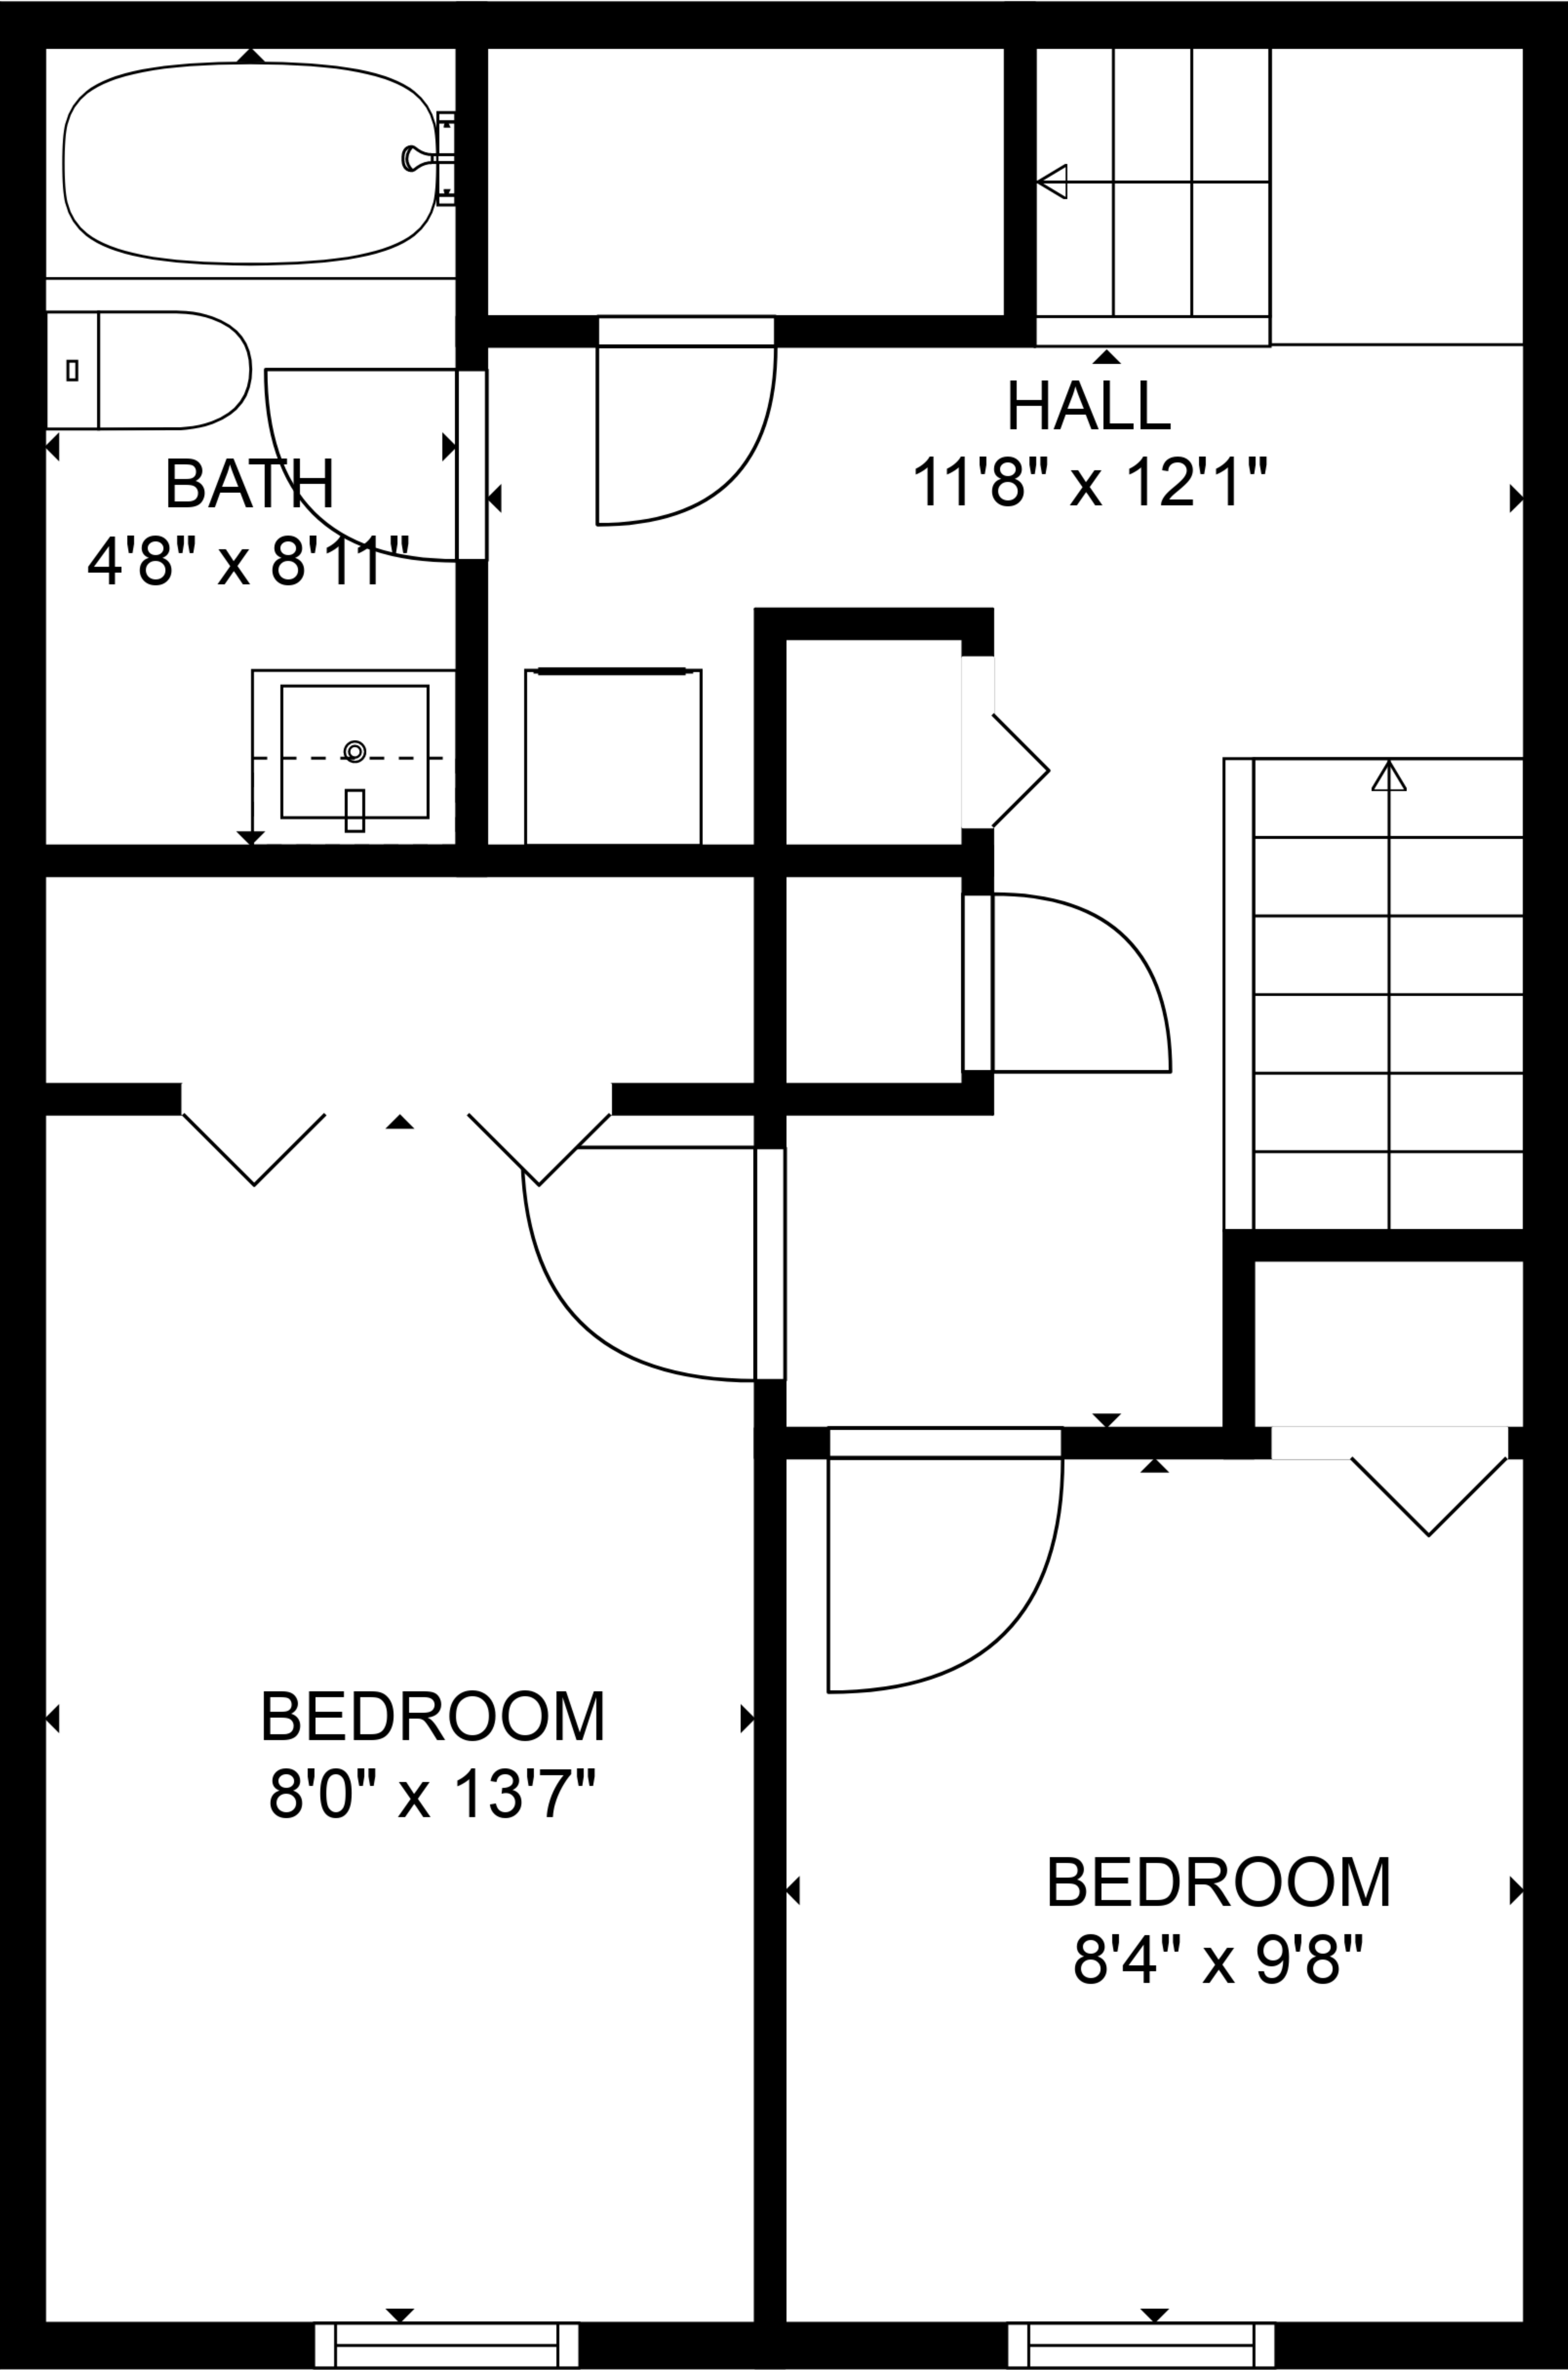 HALL
11'8" x 12'1"
BATH
4'8" x 8'11"
BEDROOM
8'0" x 13'7"
BEDROOM
8'4" x 9'8"